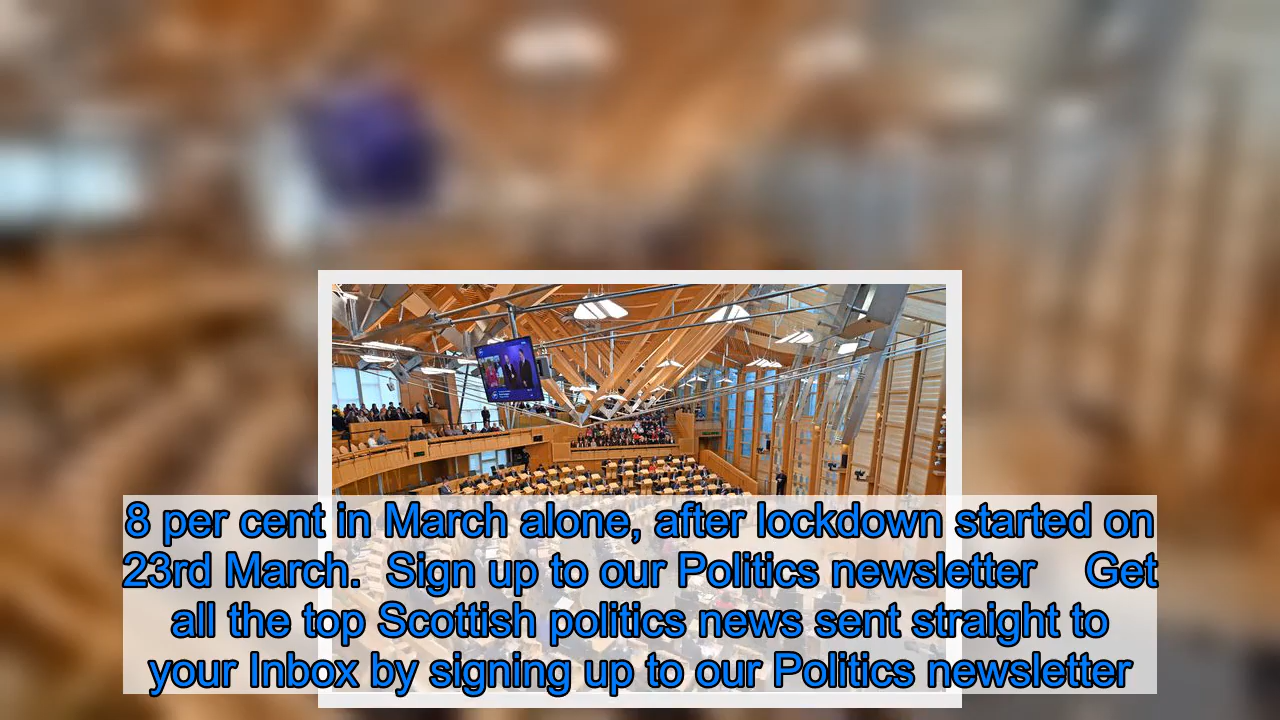 8 per cent in March alone, after lockdown started on
23rd March. Sign up to our Politics newsletter Get
all the top Scottish politics news sent straight to
your Inbox by signing up to our Politics newsletter